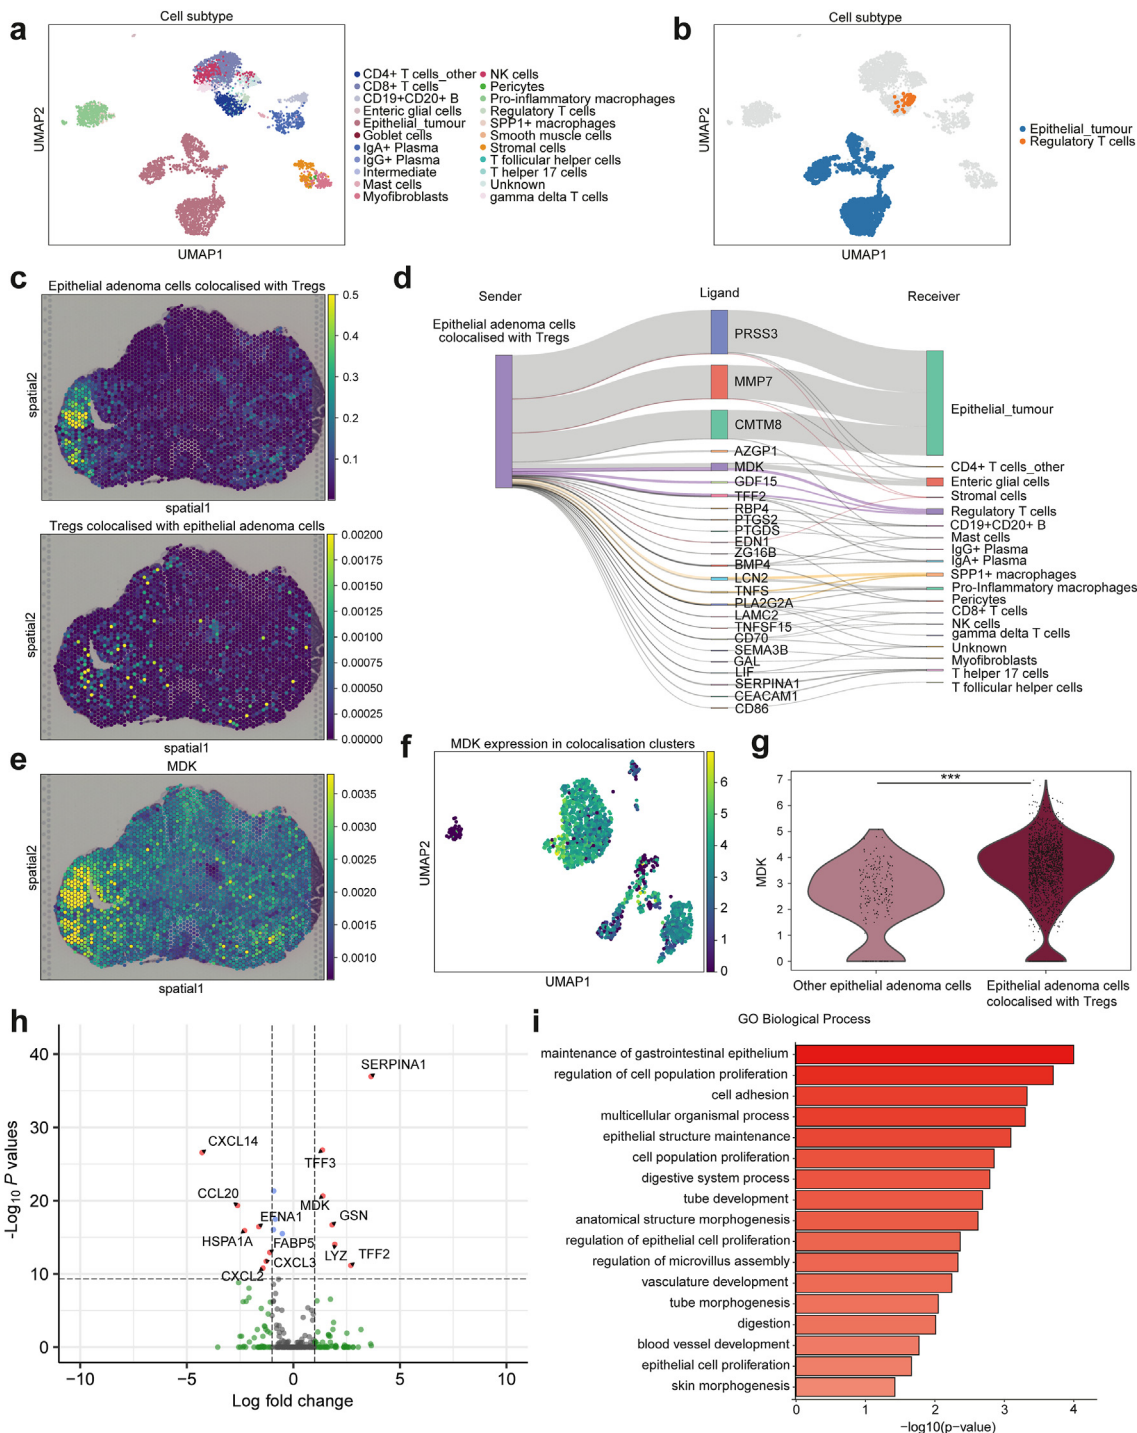 a
Cell subtype
UMAP2
UMAP1
CD4+ T cells_other
CD8+ T cells
CD19+CD20+ B
Enteric glial cells
Epithelial_tumour
Goblet cells
IgA+ Plasma
IgG+ Plasma
Intermediate
Mast cells
Myofibroblasts
NK cells
Pericytes
Pro-inflammatory macrophages
Regulatory T cells
SPP1+ macrophages
Smooth muscle cells
Stromal cells
T follicular helper cells
T helper 17 cells
Unknown
gamma delta T cells
b
Cell subtype
UMAP2
UMAP1
Epithelial_tumour
Regulatory T cells
c
Epithelial adenoma cells colocalised with Tregs
spatial2
spatial1
0.5
0.4
0.3
0.2
0.1
Tregs colocalised with epithelial adenoma cells
spatial2
spatial1
0.00200
0.00175
0.00150
0.00125
0.00100
0.00075
0.00050
0.00025
0.00000
d
Sender
Ligand
Receiver
Epithelial adenoma cells
colocalised with Tregs
PRSS3
MMP7
CMTM8
AZGP1
MDK
GDF15
TFF2
RBP4
PTGS2
PTGDS
EDN1
ZG16B
BMP4
LCN2
TNFS
PLA2G2A
LAMC2
TNFSF15
CD70
SEMA3B
GAL
LIF
SERPINA1
CEACAM1
CD86
Epithelial_tumour
CD4+ T cells_other
Enteric glial cells
Stromal cells
Regulatory T cells
CD19+CD20+ B
Mast cells
IgG+ Plasma
IgA+ Plasma
SPP1+ macrophages
Pro-Inflammatory macrophages
Pericytes
CD8+ T cells
NK cells
gamma delta T cells
Unknown
Myofibroblasts
T helper 17 cells
T follicular helper cells
e
MDK
spatial2
spatial1
0.0035
0.0030
0.0025
0.0020
0.0015
0.0010
f
MDK expression in colocalisation clusters
UMAP2
UMAP1
6
5
4
3
2
1
0
g
***
MDK
7
6
5
4
3
2
1
0
Other epithelial adenoma cells
Epithelial adenoma cells
colocalised with Tregs
h
-Log10 P values
40
30
20
10
0
−10
−5
0
5
10
Log fold change
SERPINA1
CXCL14
TFF3
CCL20
MDK
EFNA1
GSN
HSPA1A
FABP5
LYZ
TFF2
CXCL3
CXCL2
i
GO Biological Process
maintenance of gastrointestinal epithelium
regulation of cell population proliferation
cell adhesion
multicellular organismal process
epithelial structure maintenance
cell population proliferation
digestive system process
tube development
anatomical structure morphogenesis
regulation of epithelial cell proliferation
regulation of microvillus assembly
vasculature development
tube morphogenesis
digestion
blood vessel development
epithelial cell proliferation
skin morphogenesis
0
1
2
3
4
−log10(p−value)